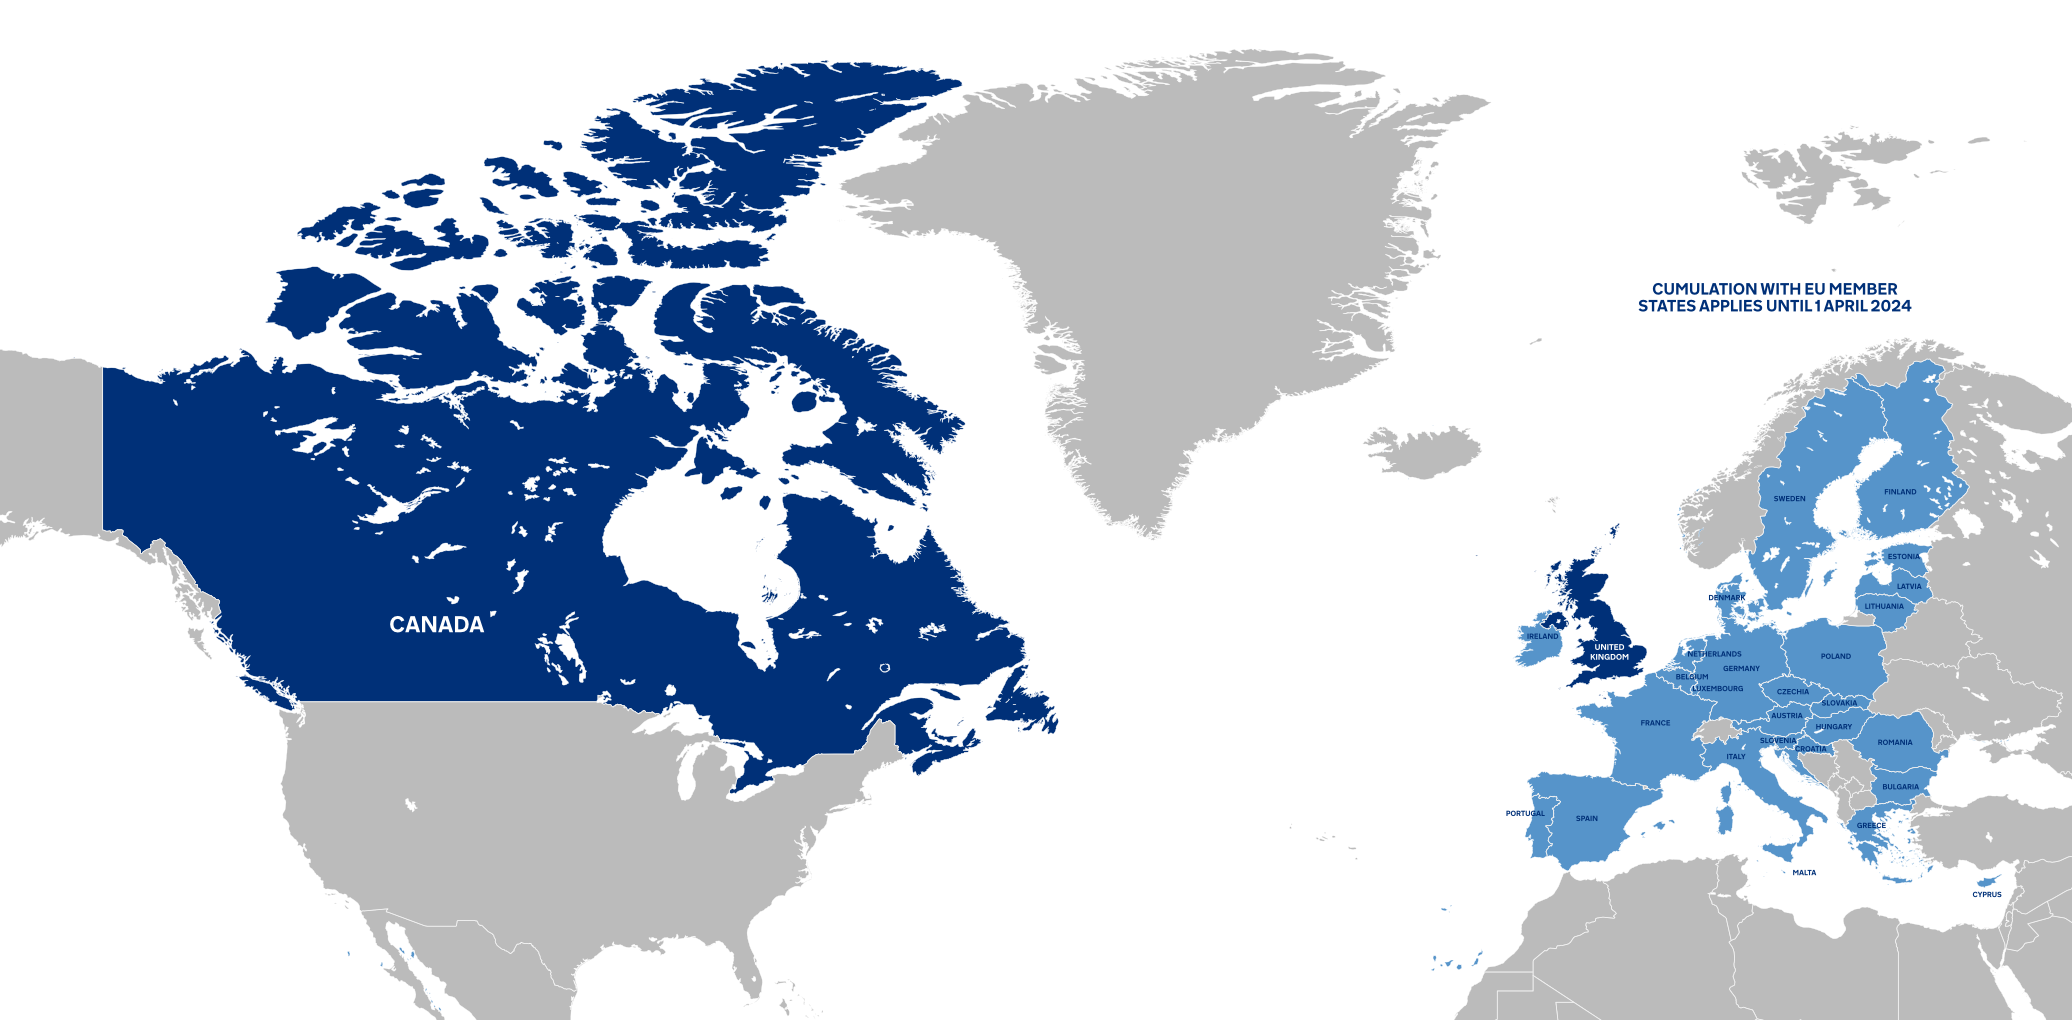 CUMULATION WITH EU MEMBER
STATES APPLIES UNTIL 1 APRIL 2024
SWEDEN
FINLAND
ESTONIA
LATVIA
DENMARK
LITHUANIA
CANADA
IRELAND
UNITED
KINGDOM
NETHERLANDS
POLAND
GERMANY
BELGIUM
LUXEMBOURG
CZECHIA
SLOVAKIA
AUSTRIA
FRANCE
HUNGARY
SLOVENIA
ROMANIA
CROATIA
ITALY
BULGARIA
PORTUGAL
SPAIN
GREECE
MALTA
CYPRUS